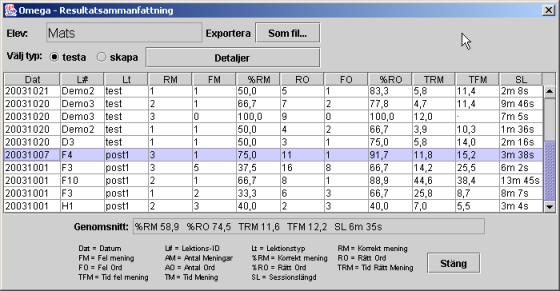 Omega - Resultatsammanfattning
Elev: Mats Exportera Som fil...
Välj typ: testa skapa Detaljer
Dat L# Lt RM FM %RM RO FO %RO TRM TFM SL
20031021 Demo2 test 1 1 50,0 5 1 83,3 5,8 11,4 2m 8s
20031020 Demo3 test 2 1 66,7 7 2 77,8 4,7 11,4 9m 46s
20031020 Demo3 test 3 0 100,0 9 0 100,0 12,0 - 7m 5s
20031020 Demo2 test 1 1 50,0 4 2 66,7 3,9 10,3 1m 36s
20031020 D3 test 1 1 50,0 3 1 75,0 5,8 14,0 2m 16s
20031007 F4 post1 3 1 75,0 11 1 91,7 11,8 15,2 3m 38s
20031001 F3 post1 3 5 37,5 16 8 66,7 14,2 25,5 6m 2s
20031001 F10 post1 2 1 66,7 8 1 88,9 44,6 38,4 13m 45s
20031001 F3 post1 1 2 33,3 6 3 66,7 25,8 8,7 8m 7s
20031001 H1 post1 2 3 40,0 2 3 40,0 7,0 5,5 3m 4s
Genomsnitt: %RM 58,9 %RO 74,5 TRM 11,6 TFM 12,2 SL 6m 35s
Dat = Datum L# = Lektions-ID Lt = Lektionstyp RM = Korrekt mening
FM = Fel mening AM = Antal Meningar %RM = Korrekt mening RO = Rätt Ord
FO = Fel Ord AO = Antal Ord %RO = Rätt Ord TRM = Tid Rätt Mening
TFM = Tid fel mening TM = Tid Mening SL = Sessionslängd
Stäng